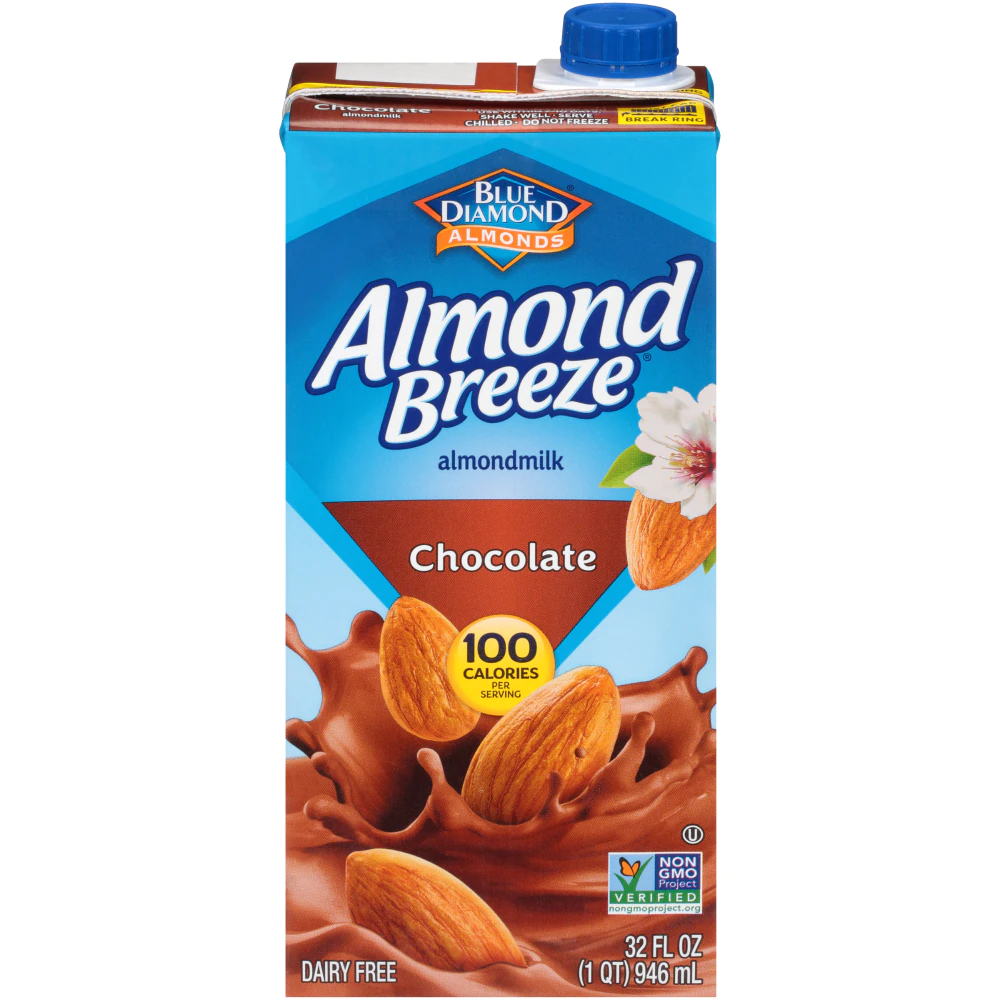 Chocolate
almondmilk
SHAKE WELL · SERVE
CHILLED · DO NOT FREEZE
BREAK RING
BLUE
DIAMOND®
ALMONDS
Almond
Breeze®
almondmilk
Chocolate
100
CALORIES
PER
SERVING
U
NON
GMO
Project
VERIFIED
nongmoproject.org
DAIRY FREE
32 FL OZ
(1 QT) 946 mL